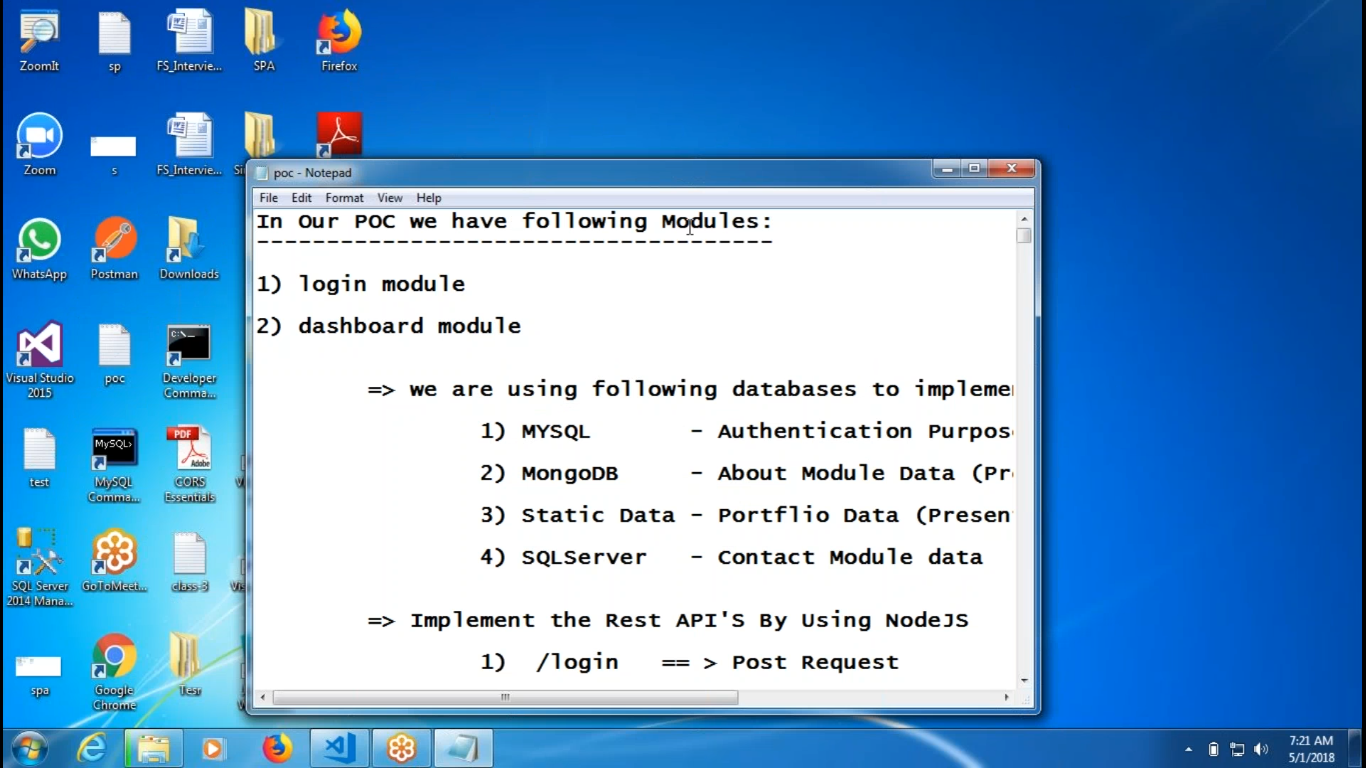 ZoomIt
sp
FS_Intervie...
SPA
Firefox
Zoom
s
FS_Intervie...
WhatsApp
Postman
Downloads
Visual Studio
2015
poc
Developer
Comma...
test
MySQL>
MySQL
Comma...
PDF
Adobe
CORS
Essentials
SQL Server
2014 Mana...
GoToMeet...
class-3
spa
Google
Chrome
Tesr
C:\_
poc - Notepad
File Edit Format View Help
In Our POC we have following Modules:
-------------------------------------
1) login module
2) dashboard module
=> we are using following databases to impleme
1) MYSQL - Authentication Purpos
2) MongoDB - About Module Data (Pr
3) Static Data - Portflio Data (Presen
4) SQLServer - Contact Module data
=> Implement the Rest API'S By Using NodeJS
1) /login == > Post Request
7:21 AM
5/1/2018